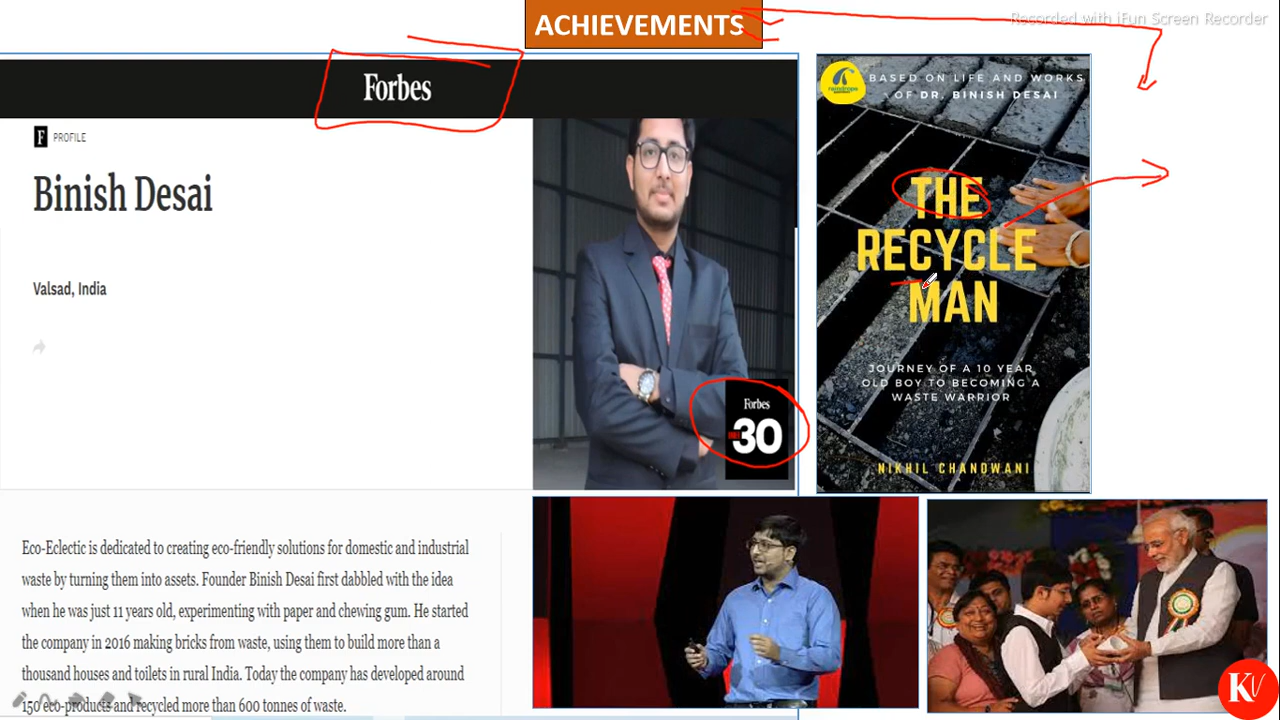 ACHIEVEMENTS
Recorded with iFun Screen Recorder
Forbes
F PROFILE
Binish Desai
Valsad, India
Forbes
UNDER
30
Eco-Eclectic is dedicated to creating eco-friendly solutions for domestic and industrial
waste by turning them into assets. Founder Binish Desai first dabbled with the idea
when he was just 11 years old, experimenting with paper and chewing gum. He started
the company in 2016 making bricks from waste, using them to build more than a
thousand houses and toilets in rural India. Today the company has developed around
150 eco-products and recycled more than 600 tonnes of waste.
BASED ON LIFE AND WORKS
OF DR. BINISH DESAI
raindrops
THE
RECYCLE
MAN
JOURNEY OF A 10 YEAR
OLD BOY TO BECOMING A
WASTE WARRIOR
NIKHIL CHANDWANI
KV